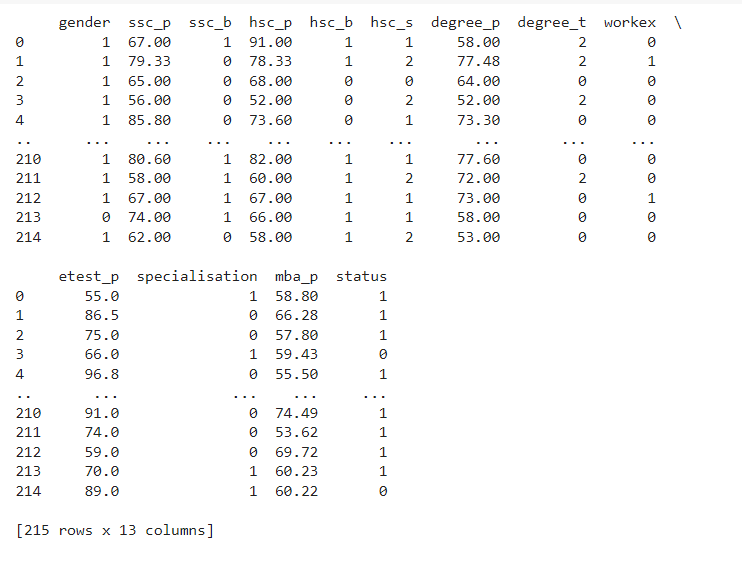 gender ssc_p ssc_b hsc_p hsc_b hsc_s degree_p degree_t workex \
0 1 67.00 1 91.00 1 1 58.00 2 0
1 1 79.33 0 78.33 1 2 77.48 2 1
2 1 65.00 0 68.00 0 0 64.00 0 0
3 1 56.00 0 52.00 0 2 52.00 2 0
4 1 85.80 0 73.60 0 1 73.30 0 0
.. ... ... ... ... ... ... ... ... ...
210 1 80.60 1 82.00 1 1 77.60 0 0
211 1 58.00 1 60.00 1 2 72.00 2 0
212 1 67.00 1 67.00 1 1 73.00 0 1
213 0 74.00 1 66.00 1 1 58.00 0 0
214 1 62.00 0 58.00 1 2 53.00 0 0
etest_p specialisation mba_p status
0 55.0 1 58.80 1
1 86.5 0 66.28 1
2 75.0 0 57.80 1
3 66.0 1 59.43 0
4 96.8 0 55.50 1
.. ... ... ... ...
210 91.0 0 74.49 1
211 74.0 0 53.62 1
212 59.0 0 69.72 1
213 70.0 1 60.23 1
214 89.0 1 60.22 0
[215 rows x 13 columns]